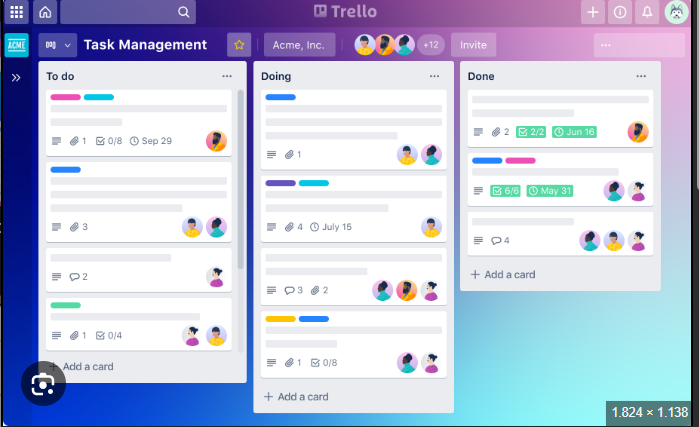 Trello
ACME
Task Management
Acme, Inc.
+12
Invite
To do
1 0/8 Sep 29
3
2
1 0/4
+ Add a card
Doing
1
4 July 15
3 2
1 0/8
+ Add a card
Done
2 2/2 Jun 16
6/6 May 31
4
+ Add a card
1.824 × 1.138